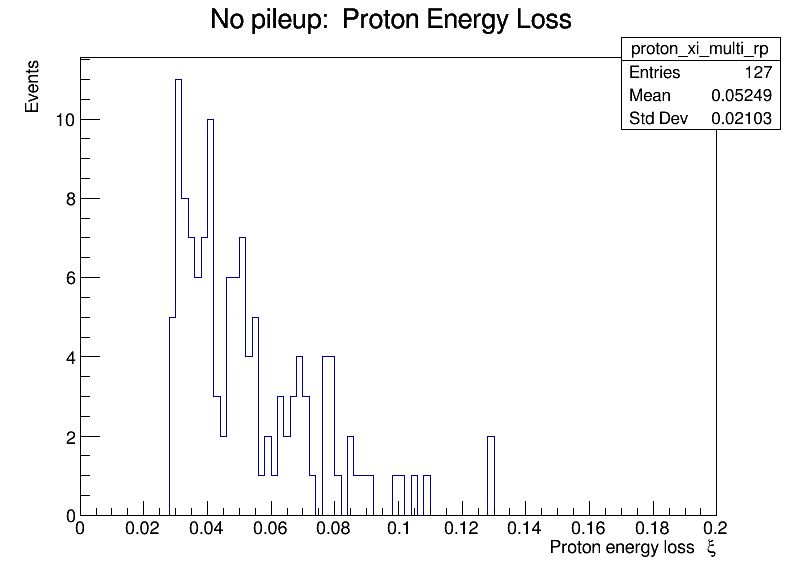 No pileup: Proton Energy Loss
proton_xi_multi_rp
Entries 127
Mean 0.05249
Std Dev 0.02103
Events
10
8
6
4
2
0
0 0.02 0.04 0.06 0.08 0.1 0.12 0.14 0.16 0.18 0.2
Proton energy loss ξ